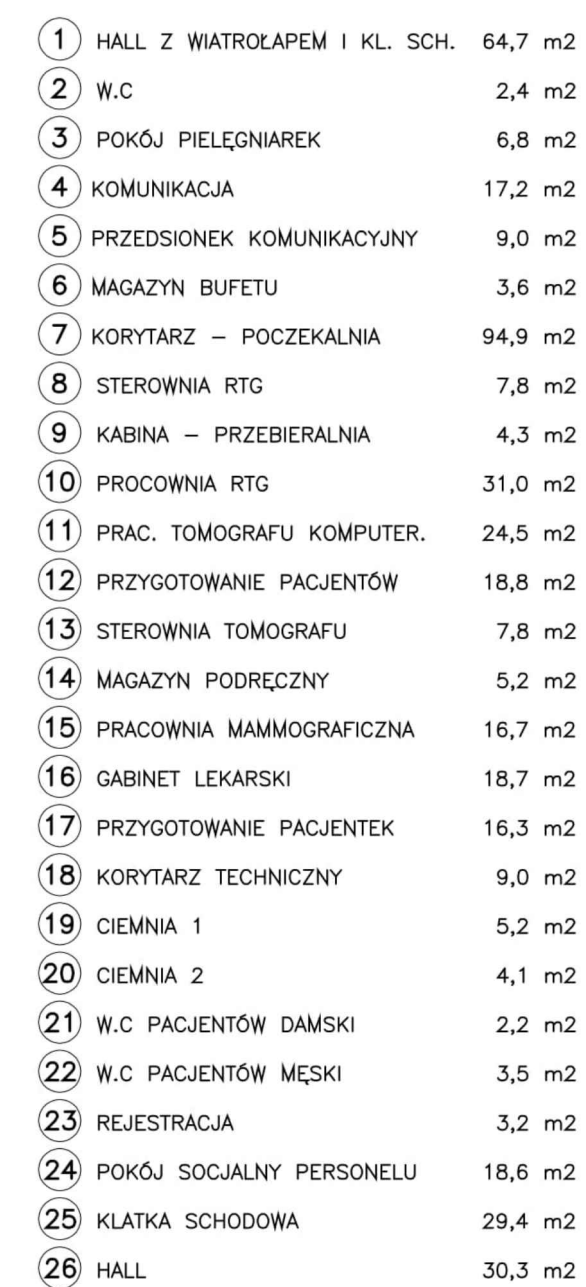 1 HALL Z WIATROŁAPEM I KL. SCH. 64,7 m2
2 W.C 2,4 m2
3 POKÓJ PIELĘGNIAREK 6,8 m2
4 KOMUNIKACJA 17,2 m2
5 PRZEDSIONEK KOMUNIKACYJNY 9,0 m2
6 MAGAZYN BUFETU 3,6 m2
7 KORYTARZ – POCZEKALNIA 94,9 m2
8 STEROWNIA RTG 7,8 m2
9 KABINA – PRZEBIERALNIA 4,3 m2
10 PROCOWNIA RTG 31,0 m2
11 PRAC. TOMOGRAFU KOMPUTER. 24,5 m2
12 PRZYGOTOWANIE PACJENTÓW 18,8 m2
13 STEROWNIA TOMOGRAFU 7,8 m2
14 MAGAZYN PODRĘCZNY 5,2 m2
15 PRACOWNIA MAMMOGRAFICZNA 16,7 m2
16 GABINET LEKARSKI 18,7 m2
17 PRZYGOTOWANIE PACJENTEK 16,3 m2
18 KORYTARZ TECHNICZNY 9,0 m2
19 CIEMNIA 1 5,2 m2
20 CIEMNIA 2 4,1 m2
21 W.C PACJENTÓW DAMSKI 2,2 m2
22 W.C PACJENTÓW MĘSKI 3,5 m2
23 REJESTRACJA 3,2 m2
24 POKÓJ SOCJALNY PERSONELU 18,6 m2
25 KLATKA SCHODOWA 29,4 m2
26 HALL 30,3 m2